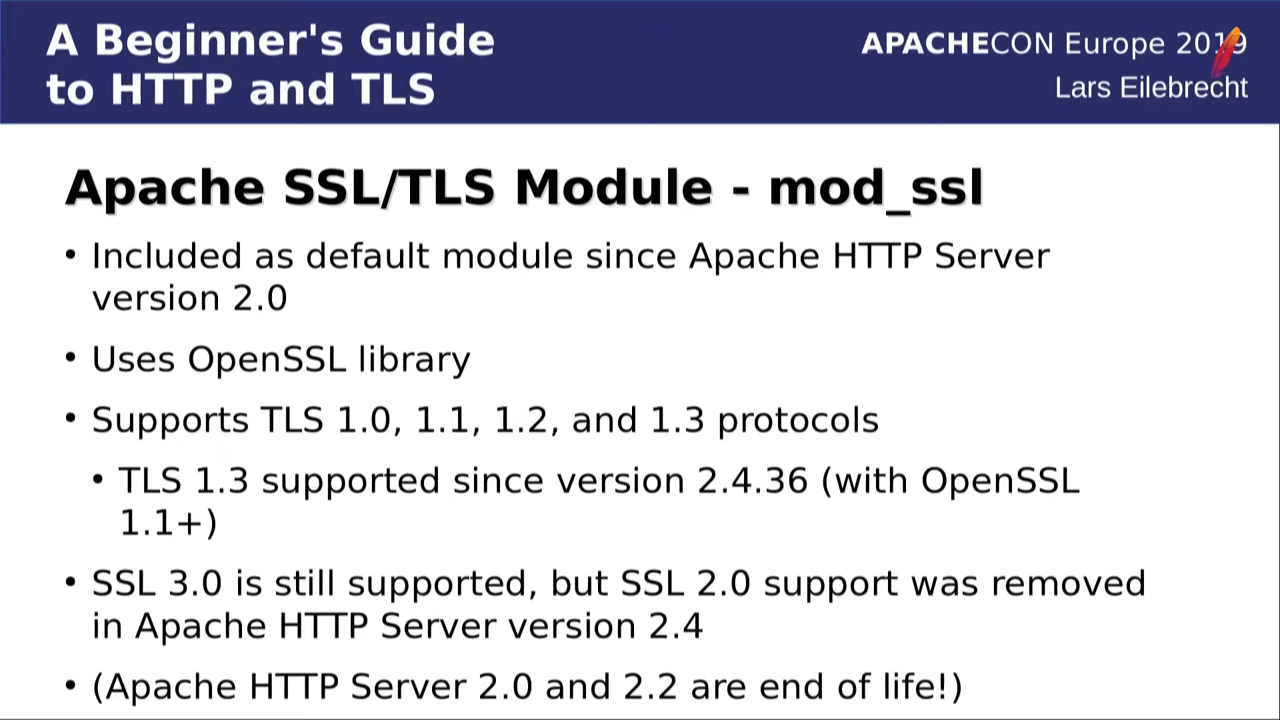 A Beginner's Guide
to HTTP and TLS
APACHECON Europe 2019
Lars Eilebrecht
Apache SSL/TLS Module - mod_ssl
• Included as default module since Apache HTTP Server
version 2.0
• Uses OpenSSL library
• Supports TLS 1.0, 1.1, 1.2, and 1.3 protocols
• TLS 1.3 supported since version 2.4.36 (with OpenSSL
1.1+)
• SSL 3.0 is still supported, but SSL 2.0 support was removed
in Apache HTTP Server version 2.4
• (Apache HTTP Server 2.0 and 2.2 are end of life!)